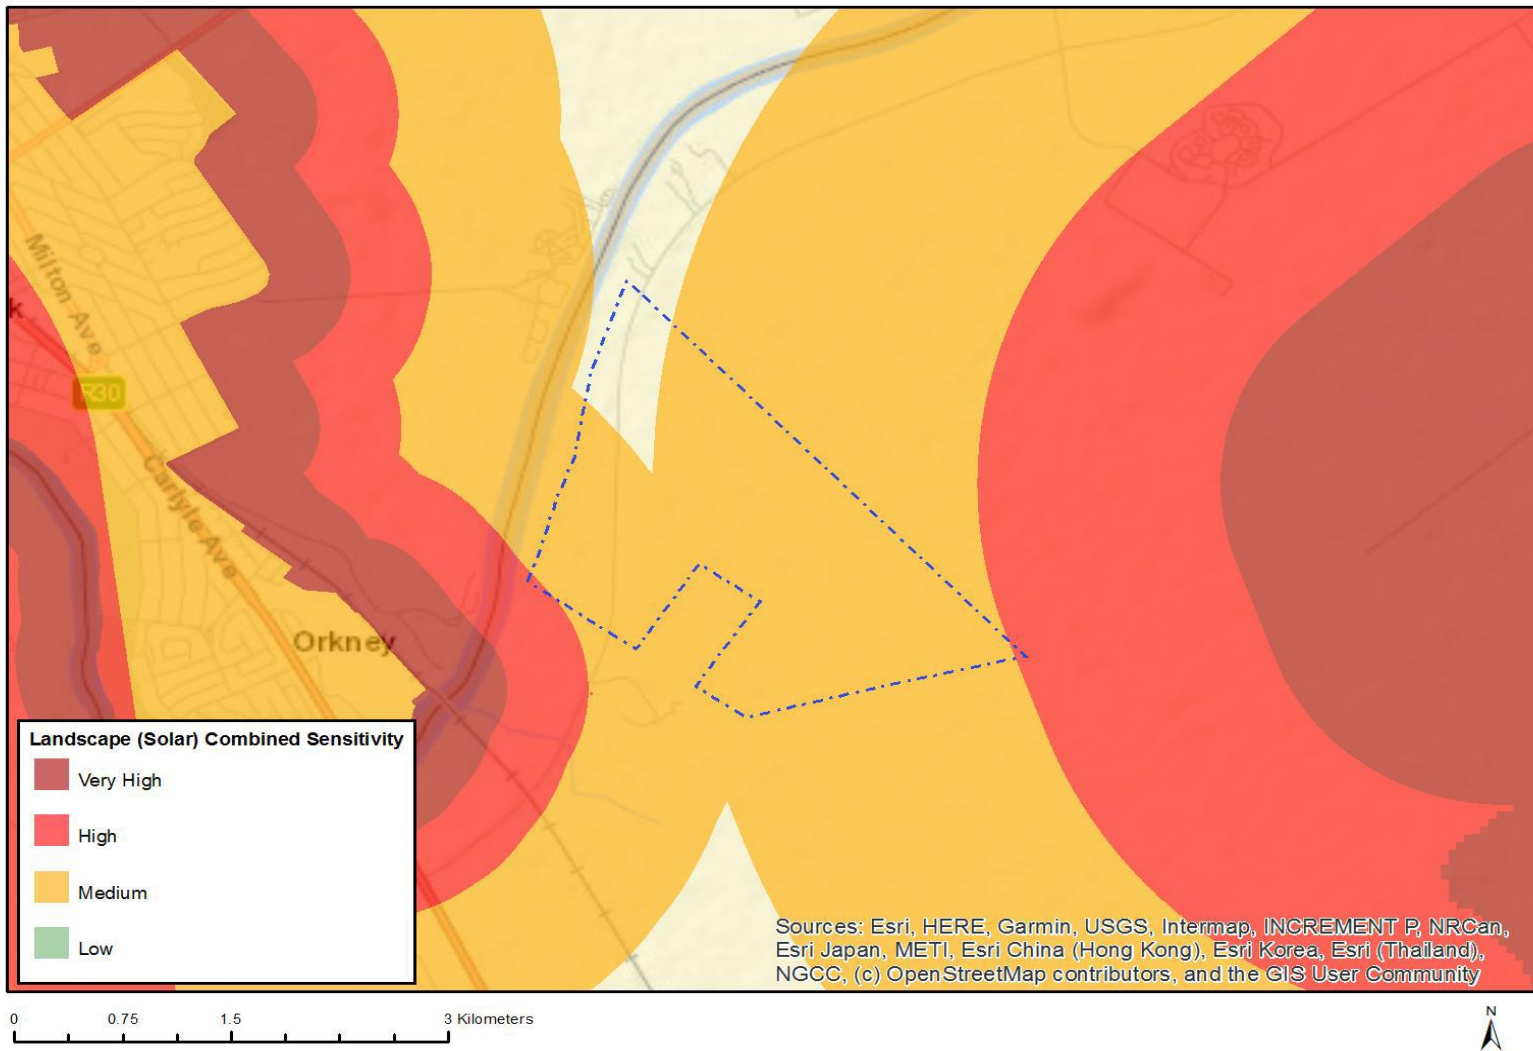 Milton Ave
k
R30
Carlyle Ave
Orkney
Landscape (Solar) Combined Sensitivity
Very High
High
Medium
Low
Sources: Esri, HERE, Garmin, USGS, Intermap, INCREMENT P, NRCan,
Esri Japan, METI, Esri China (Hong Kong), Esri Korea, Esri (Thailand),
NGCC, (c) OpenStreetMap contributors, and the GIS User Community
0 0.75 1.5 3 Kilometers
N